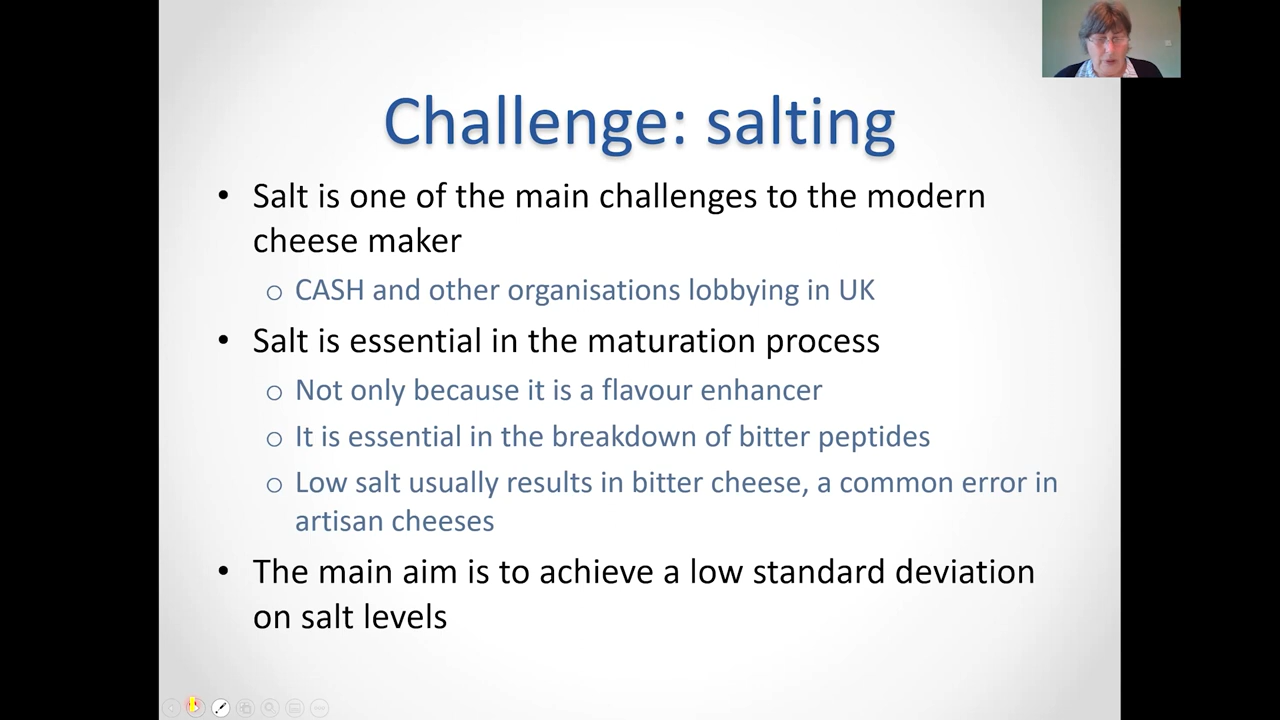 Challenge: salting
• Salt is one of the main challenges to the modern
cheese maker
o CASH and other organisations lobbying in UK
• Salt is essential in the maturation process
o Not only because it is a flavour enhancer
o It is essential in the breakdown of bitter peptides
o Low salt usually results in bitter cheese, a common error in
artisan cheeses
• The main aim is to achieve a low standard deviation
on salt levels